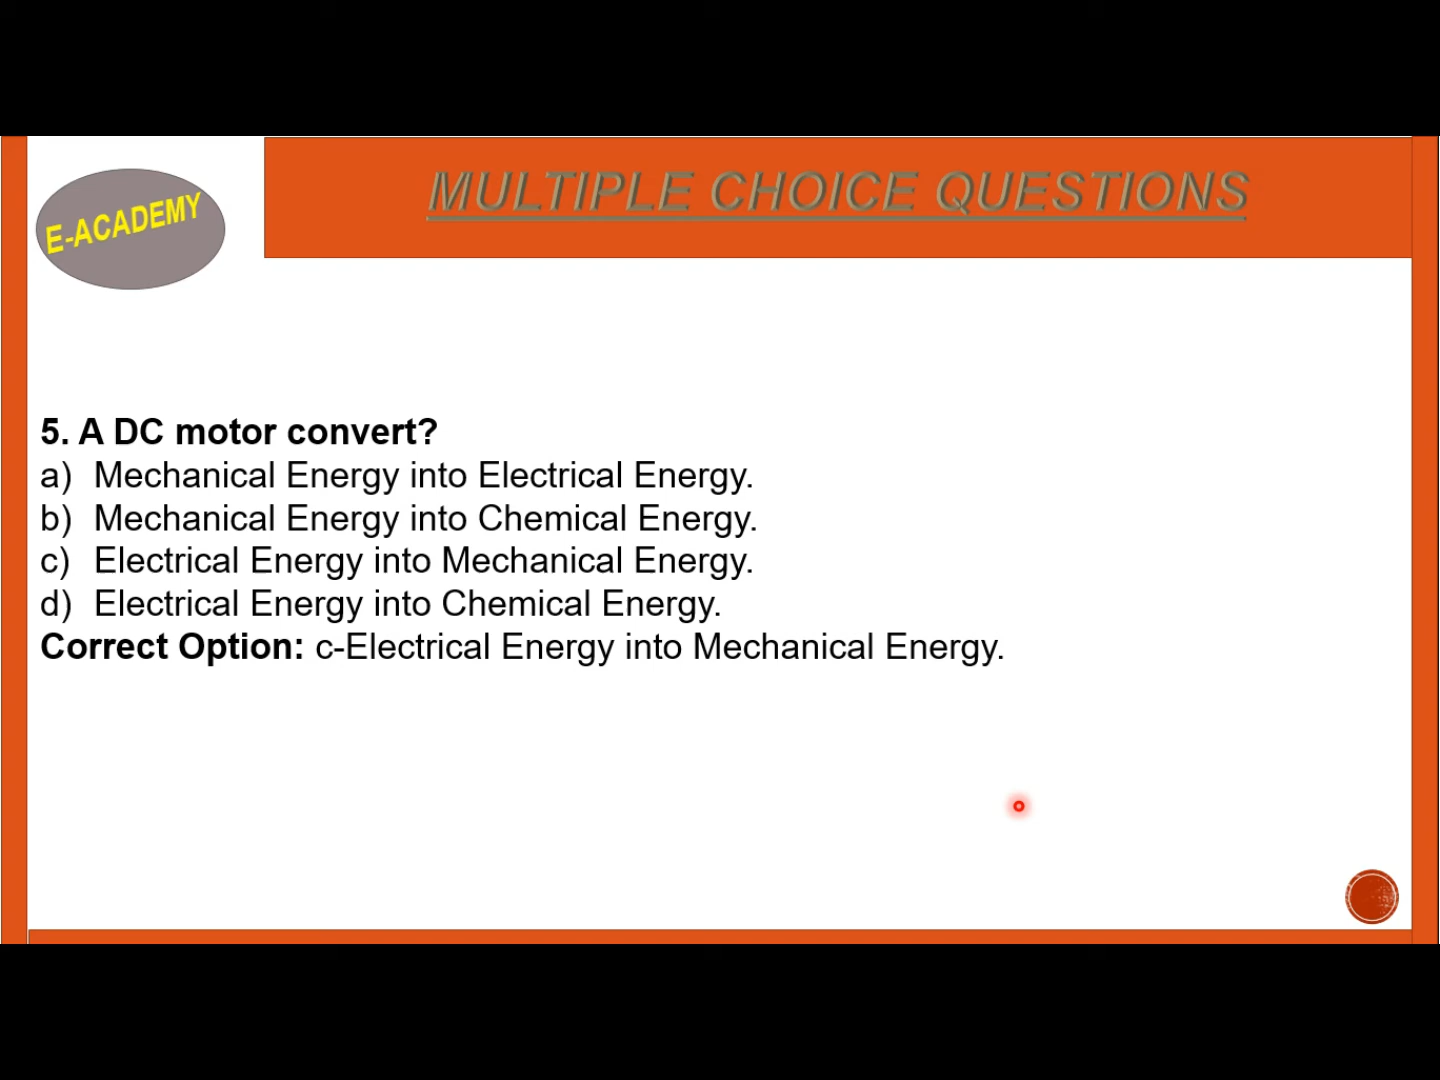 E-ACADEMY
MULTIPLE CHOICE QUESTIONS
5. A DC motor convert?
a) Mechanical Energy into Electrical Energy.
b) Mechanical Energy into Chemical Energy.
c) Electrical Energy into Mechanical Energy.
d) Electrical Energy into Chemical Energy.
Correct Option: c-Electrical Energy into Mechanical Energy.